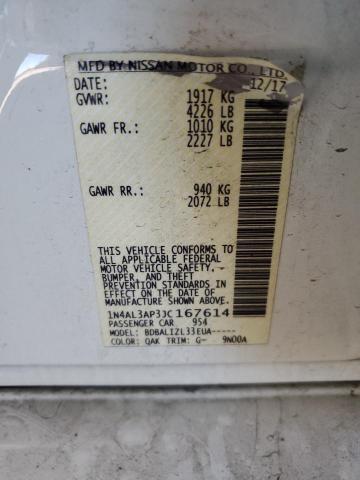 MFD BY NISSAN MOTOR CO., LTD.
DATE: 12/17
GVWR: 1917 KG
4226 LB
GAWR FR: 1010 KG
2227 LB
GAWR RR: 940 KG
2072 LB
THIS VEHICLE CONFORMS TO
ALL APPLICABLE FEDERAL
MOTOR VEHICLE SAFETY,
BUMPER, AND THEFT
PREVENTION STANDARDS
IN EFFECT ON THE DATE OF
MANUFACTURE SHOWN ABOVE.
1N4AL3AP3JC167614
PASSENGER CAR 954
MODEL: BDBALIZL33EUA-----
COLOR: QAK TRIM: G- 9N00A